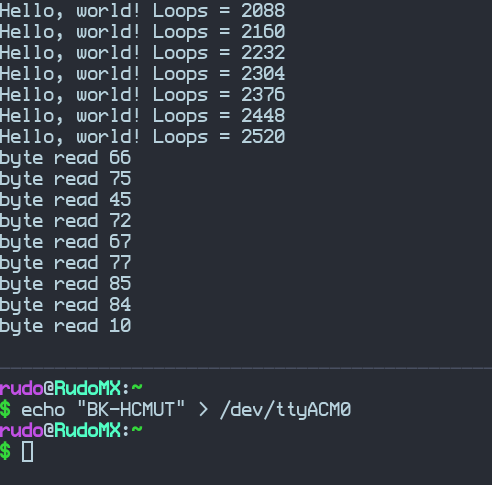 Hello, world! Loops = 2088
Hello, world! Loops = 2160
Hello, world! Loops = 2232
Hello, world! Loops = 2304
Hello, world! Loops = 2376
Hello, world! Loops = 2448
Hello, world! Loops = 2520
byte read 66
byte read 75
byte read 45
byte read 72
byte read 67
byte read 77
byte read 85
byte read 84
byte read 10
rudo@RudoMX:~
$ echo "BK-HCMUT" > /dev/ttyACM0
rudo@RudoMX:~
$